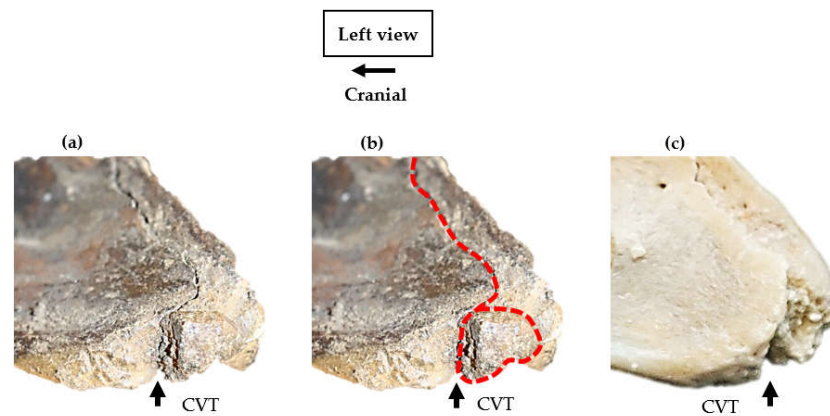 Left view
Cranial
(a)
(b)
(c)
CVT
CVT
CVT